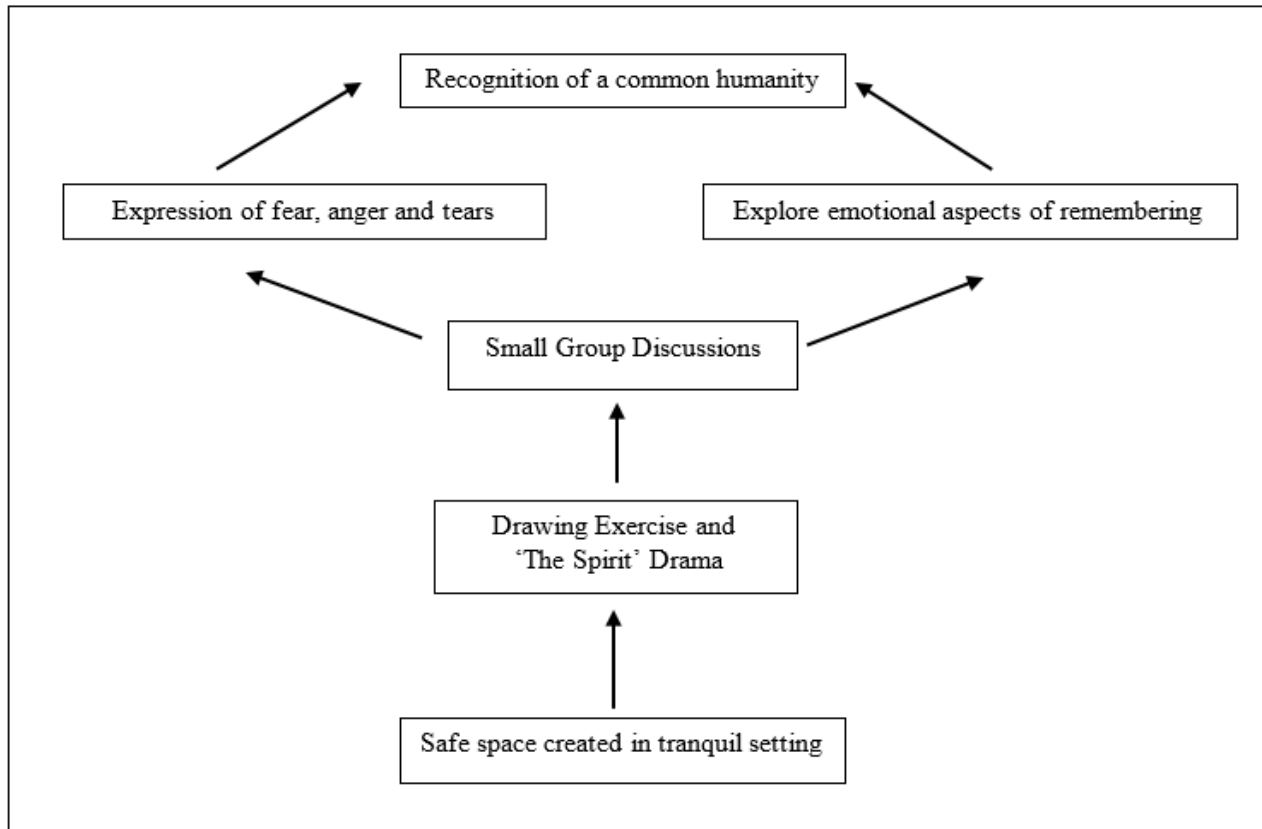 Recognition of a common humanity
Expression of fear, anger and tears
Explore emotional aspects of remembering
Small Group Discussions
Drawing Exercise and
‘The Spirit’ Drama
Safe space created in tranquil setting